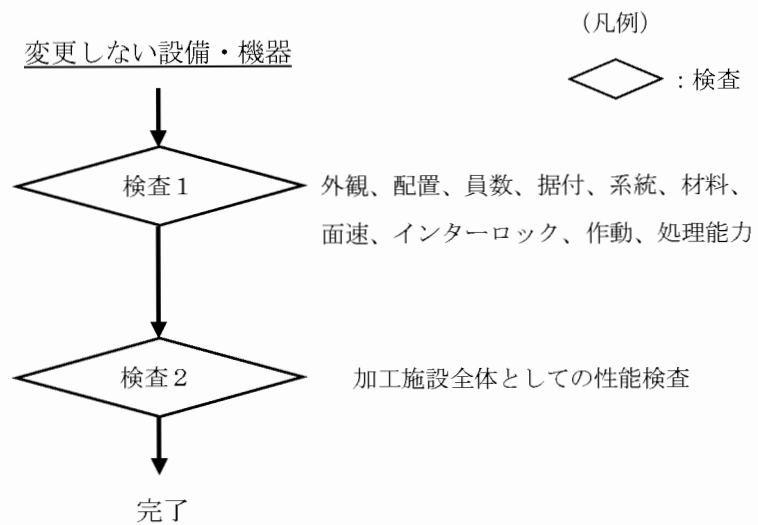 （凡例）
変更しない設備・機器
：検査
検査１
外観、配置、員数、据付、系統、材料、
面速、インターロック、作動、処理能力
検査２
加工施設全体としての性能検査
完了